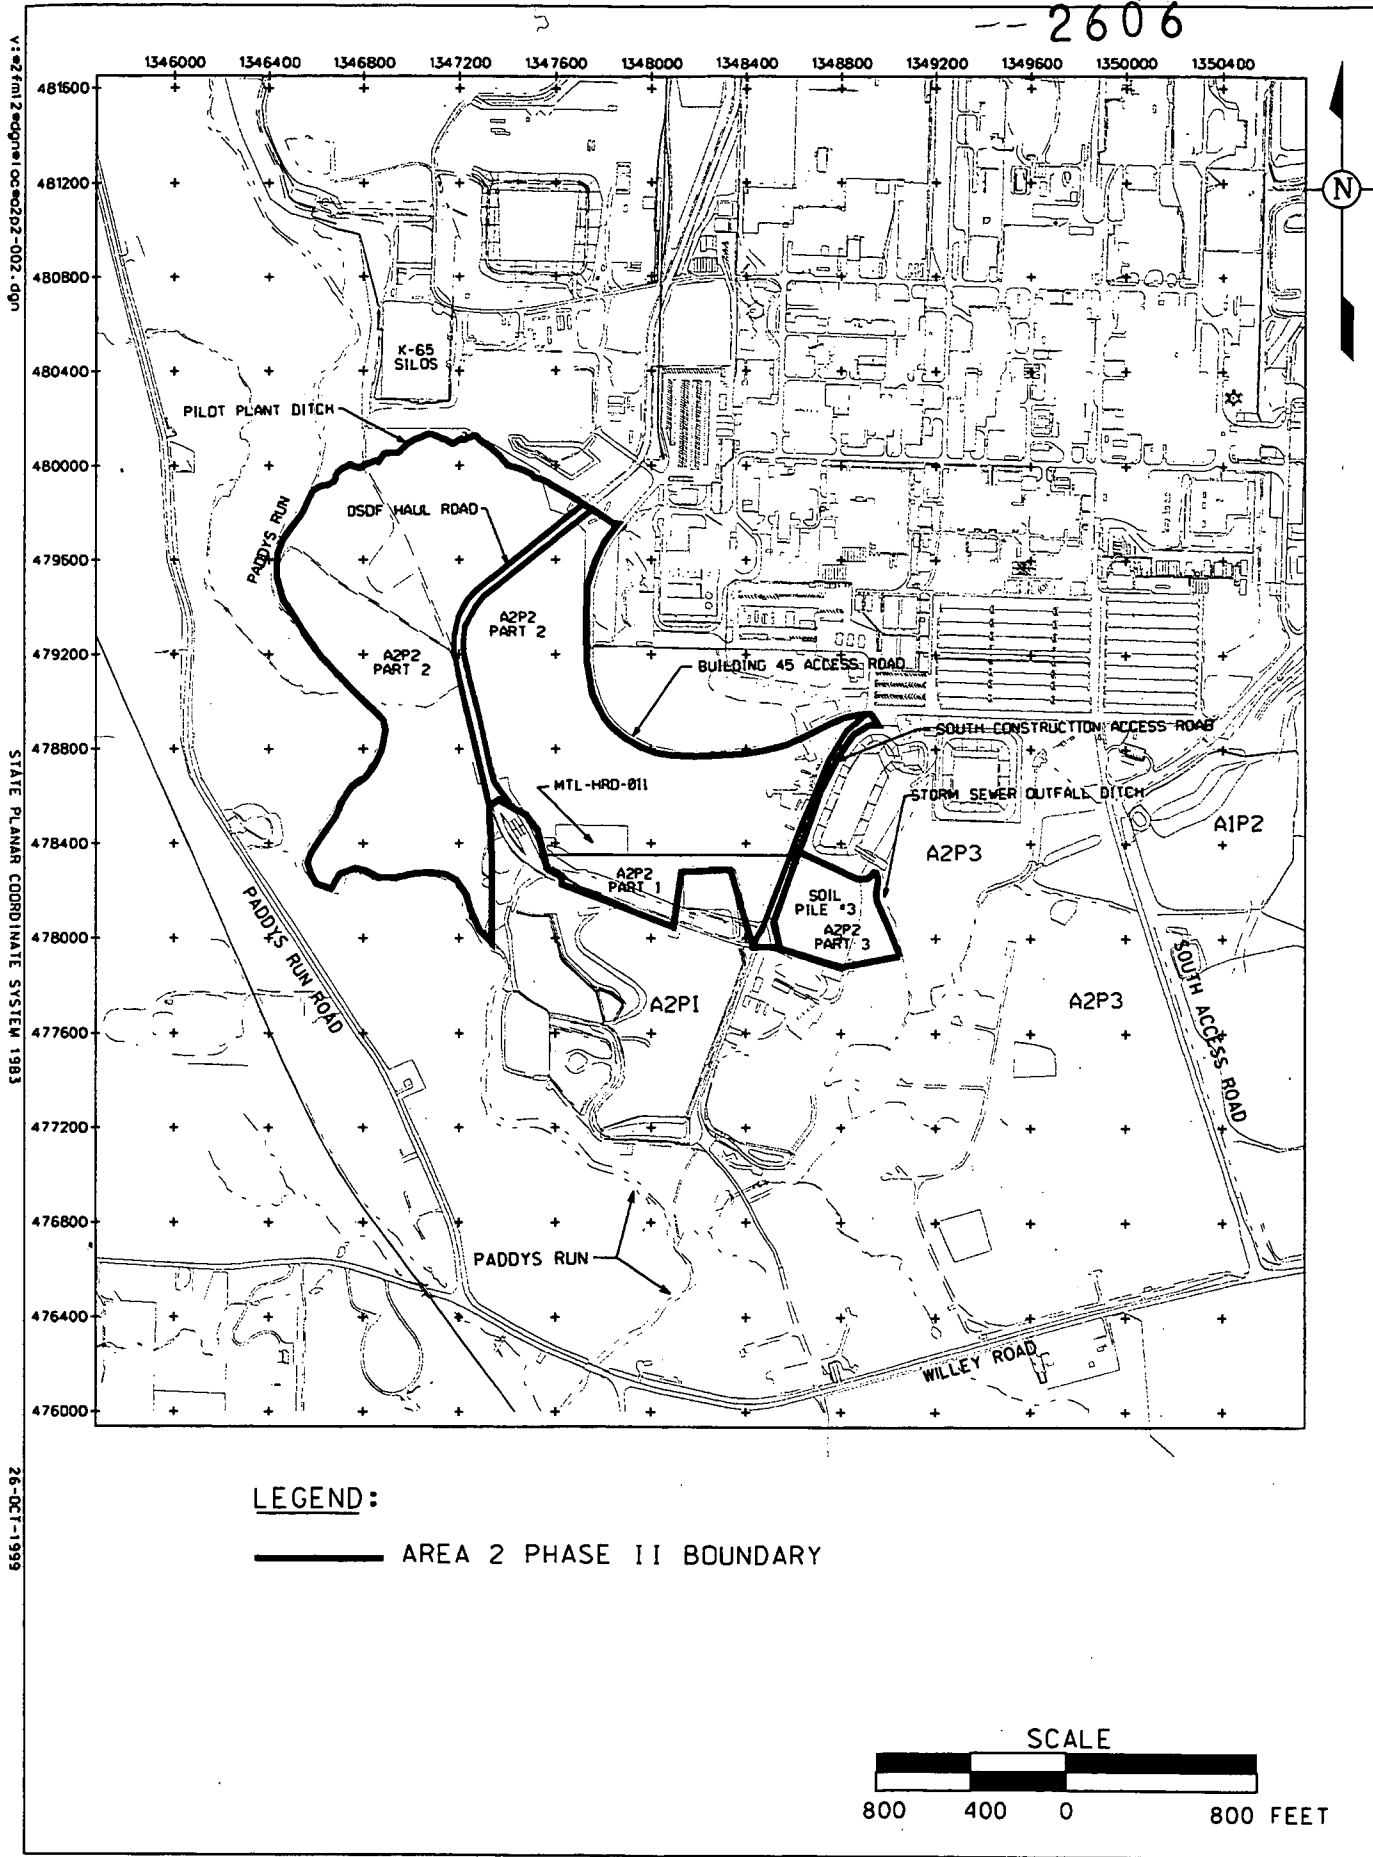 -- 2606
1346000 1346400 1346800 1347200 1347600 1348000 1348400 1348800 1349200 1349600 1350000 1350400
481600
481200
480800
480400
480000
479600
479200
478800
478400
478000
477600
477200
476800
476400
476000
N
K-65
SILOS
PILOT PLANT DITCH
PADDYS RUN
OSDF HAUL ROAD
A2P2
PART 2
A2P2
PART 2
BUILDING 45 ACCESS ROAD
SOUTH CONSTRUCTION ACCESS ROAD
MTL-HRD-011
STORM SEWER OUTFALL DITCH
A1P2
A2P3
A2P2
PART 1
SOIL
PILE #3
A2P2
PART 3
PADDYS RUN ROAD
A2P1
A2P3
SOUTH ACCESS ROAD
PADDYS RUN
WILLEY ROAD
STATE PLANAR COORDINATE SYSTEM 1983
26-OCT-1999
LEGEND:
AREA 2 PHASE II BOUNDARY
SCALE
800 400 0 800 FEET